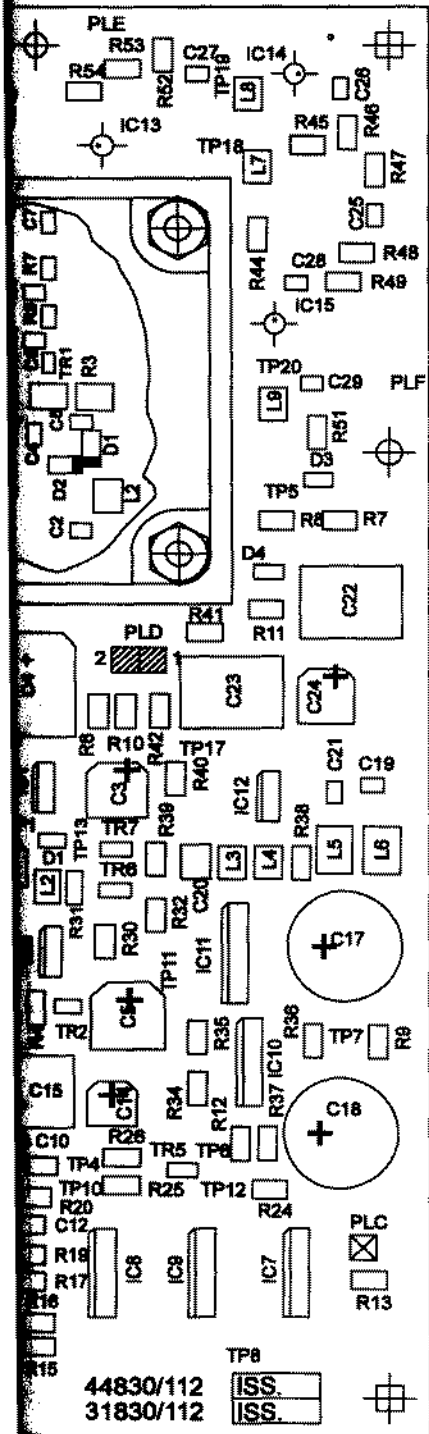 PLE
R54
R53
R52
C27
TP19
L8
IC14
C26
IC13
TP18
L7
R45
R46
R47
C25
C7
R7
R44
R48
C28
R49
IC15
TR1
R3
TP20
C29
PLF
L9
R51
D1
D3
D2
L2
TP5
C2
R8
R7
D4
C22
R11
R41
PLD
2
1
C23
C24
R10
R42
TP17
R40
C3
IC12
C21
C19
TR7
R39
R38
D1
TP13
TR6
L2
C20
L3
L4
L5
L6
R31
R32
R30
IC11
C17
TP11
TR2
R35
R36
TP7
R9
IC10
C15
R34
R12
R37
C18
C10
R26
TR5
TP6
TP4
TP10
R25
TP12
R24
R20
C12
PLC
R19
R17
IC8
IC9
IC7
R13
R16
R15
TP8
44830/112 ISS.
31830/112 ISS.